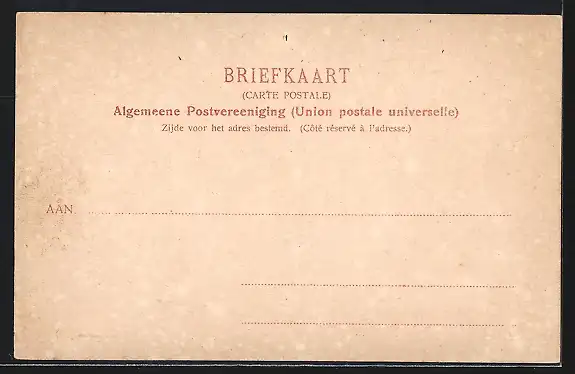 BRIEFKAART
(CARTE POSTALE)
Algemeene Postvereeniging (Union postale universelle)
Zijde voor het adres bestemd. (Côté réservé à l'adresse.)
AAN